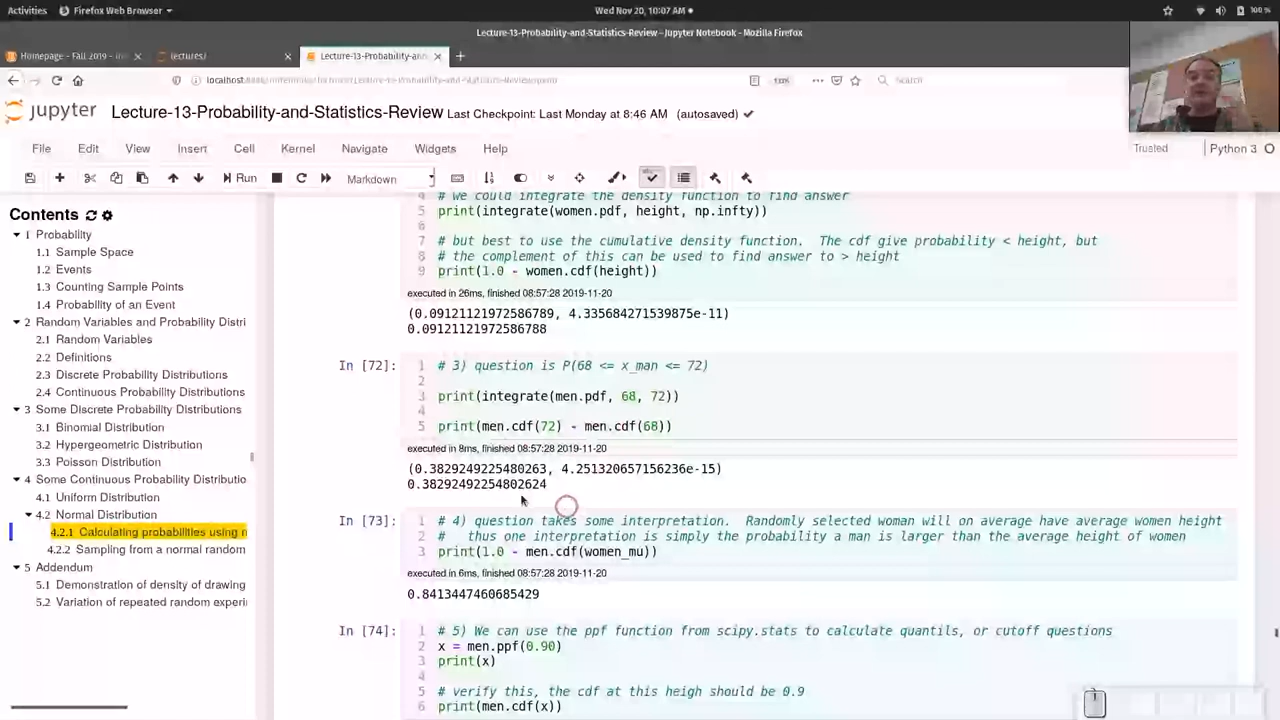 Activities Firefox Web Browser Wed Nov 20, 10:07 AM 100 %
Lecture-13-Probability-and-Statistics-Review - Jupyter Notebook - Mozilla Firefox
Homepage - Fall 2019 - lectures/ Lecture-13-Probability-and-
Search
jupyter Lecture-13-Probability-and-Statistics-Review Last Checkpoint: Last Monday at 8:46 AM (autosaved)
File Edit View Insert Cell Kernel Navigate Widgets Help Trusted Python 3
Run Markdown
Contents
1 Probability
1.1 Sample Space
1.2 Events
1.3 Counting Sample Points
1.4 Probability of an Event
2 Random Variables and Probability Distri
2.1 Random Variables
2.2 Definitions
2.3 Discrete Probability Distributions
2.4 Continuous Probability Distributions
3 Some Discrete Probability Distributions
3.1 Binomial Distribution
3.2 Hypergeometric Distribution
3.3 Poisson Distribution
4 Some Continuous Probability Distributio
4.1 Uniform Distribution
4.2 Normal Distribution
4.2.1 Calculating probabilities using n
4.2.2 Sampling from a normal random
5 Addendum
5.1 Demonstration of density of drawing
5.2 Variation of repeated random experi
4 # we could integrate the density function to find answer
5 print(integrate(women.pdf, height, np.infty))
6
7 # but best to use the cumulative density function. The cdf give probability < height, but
8 # the complement of this can be used to find answer to > height
9 print(1.0 - women.cdf(height))
executed in 26ms, finished 08:57:28 2019-11-20
(0.09121121972586789, 4.335684271539875e-11)
0.09121121972586788
In [72]: 1 # 3) question is P(68 <= x_man <= 72)
2
3 print(integrate(men.pdf, 68, 72))
4
5 print(men.cdf(72) - men.cdf(68))
executed in 8ms, finished 08:57:28 2019-11-20
(0.3829249225480263, 4.251320657156236e-15)
0.38292492254802624
In [73]: 1 # 4) question takes some interpretation. Randomly selected woman will on average have average women height
2 # thus one interpretation is simply the probability a man is larger than the average height of women
3 print(1.0 - men.cdf(women_mu))
executed in 6ms, finished 08:57:28 2019-11-20
0.8413447460685429
In [74]: 1 # 5) We can use the ppf function from scipy.stats to calculate quantils, or cutoff questions
2 x = men.ppf(0.90)
3 print(x)
4
5 # verify this, the cdf at this heigh should be 0.9
6 print(men.cdf(x))